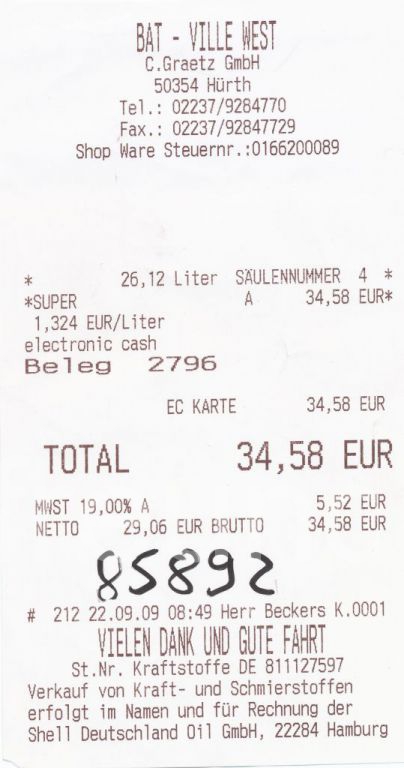 BAT - VILLE WEST
C.Graetz GmbH
50354 Hürth
Tel.: 02237/9284770
Fax.: 02237/92847729
Shop Ware Steuernr.:0166200089
* 26,12 Liter SÄULENNUMMER 4 *
*SUPER A 34,58 EUR*
1,324 EUR/Liter
electronic cash
Beleg 2796
EC KARTE 34,58 EUR
TOTAL 34,58 EUR
MWST 19,00% A 5,52 EUR
NETTO 29,06 EUR BRUTTO 34,58 EUR
85892
# 212 22.09.09 08:49 Herr Beckers K.0001
VIELEN DANK UND GUTE FAHRT
St.Nr. Kraftstoffe DE 811127597
Verkauf von Kraft- und Schmierstoffen
erfolgt im Namen und für Rechnung der
Shell Deutschland Oil GmbH, 22284 Hamburg